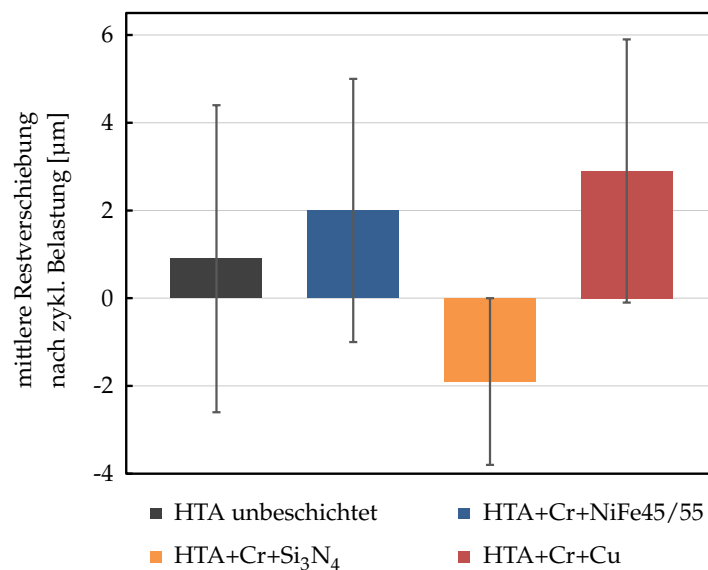 mittlere Restverschiebung
nach zykl. Belastung [µm]
6
4
2
0
-2
-4
HTA unbeschichtet
HTA+Cr+NiFe45/55
HTA+Cr+Si₃N₄
HTA+Cr+Cu